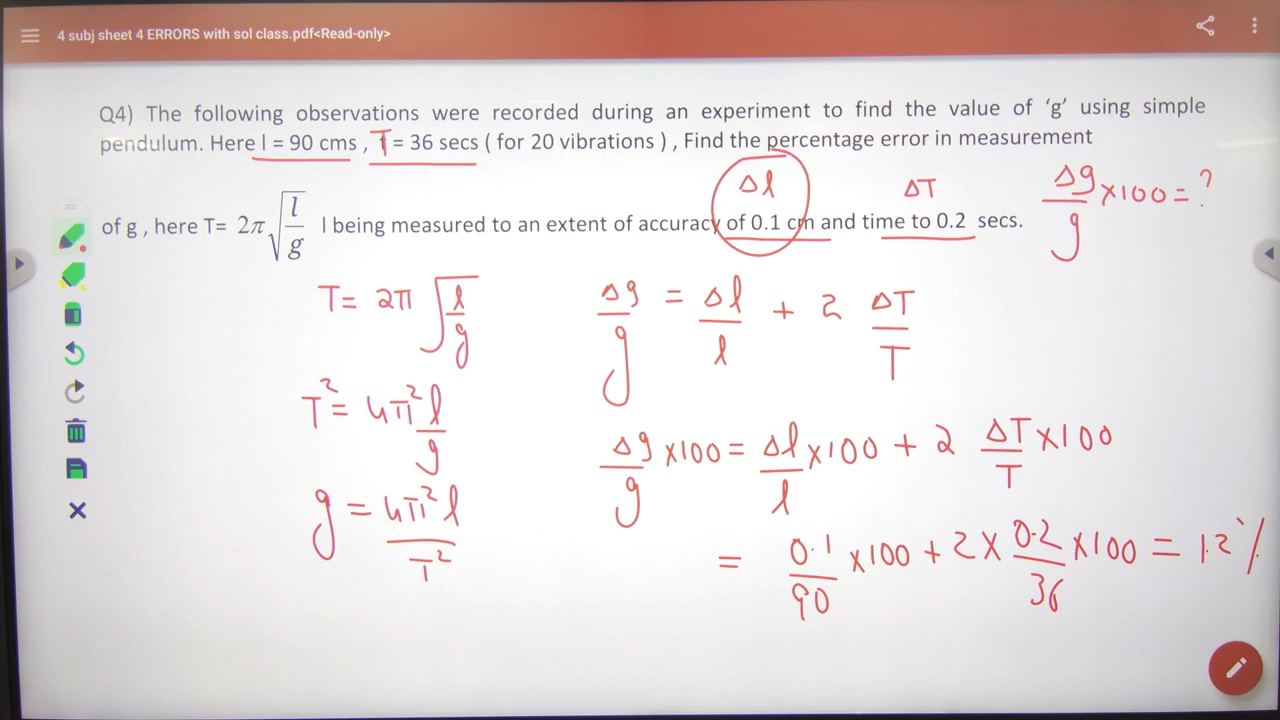 4 subj sheet 4 ERRORS with sol class.pdf<Read-only>
Q4) The following observations were recorded during an experiment to find the value of ‘g’ using simple
pendulum. Here l = 90 cms , T = 36 secs ( for 20 vibrations ) , Find the percentage error in measurement
Δl ΔT Δg/g ×100 = ?
of g , here T= 2π√(l/g) l being measured to an extent of accuracy of 0.1 cm and time to 0.2 secs.
T = 2π √(l/g)
Δg/g = Δl/l + 2 ΔT/T
T² = 4π² l/g
Δg/g ×100 = Δl/l ×100 + 2 ΔT/T ×100
g = 4π² l/T²
= 0.1/90 ×100 + 2 × 0.2/36 ×100 = 1.2 %